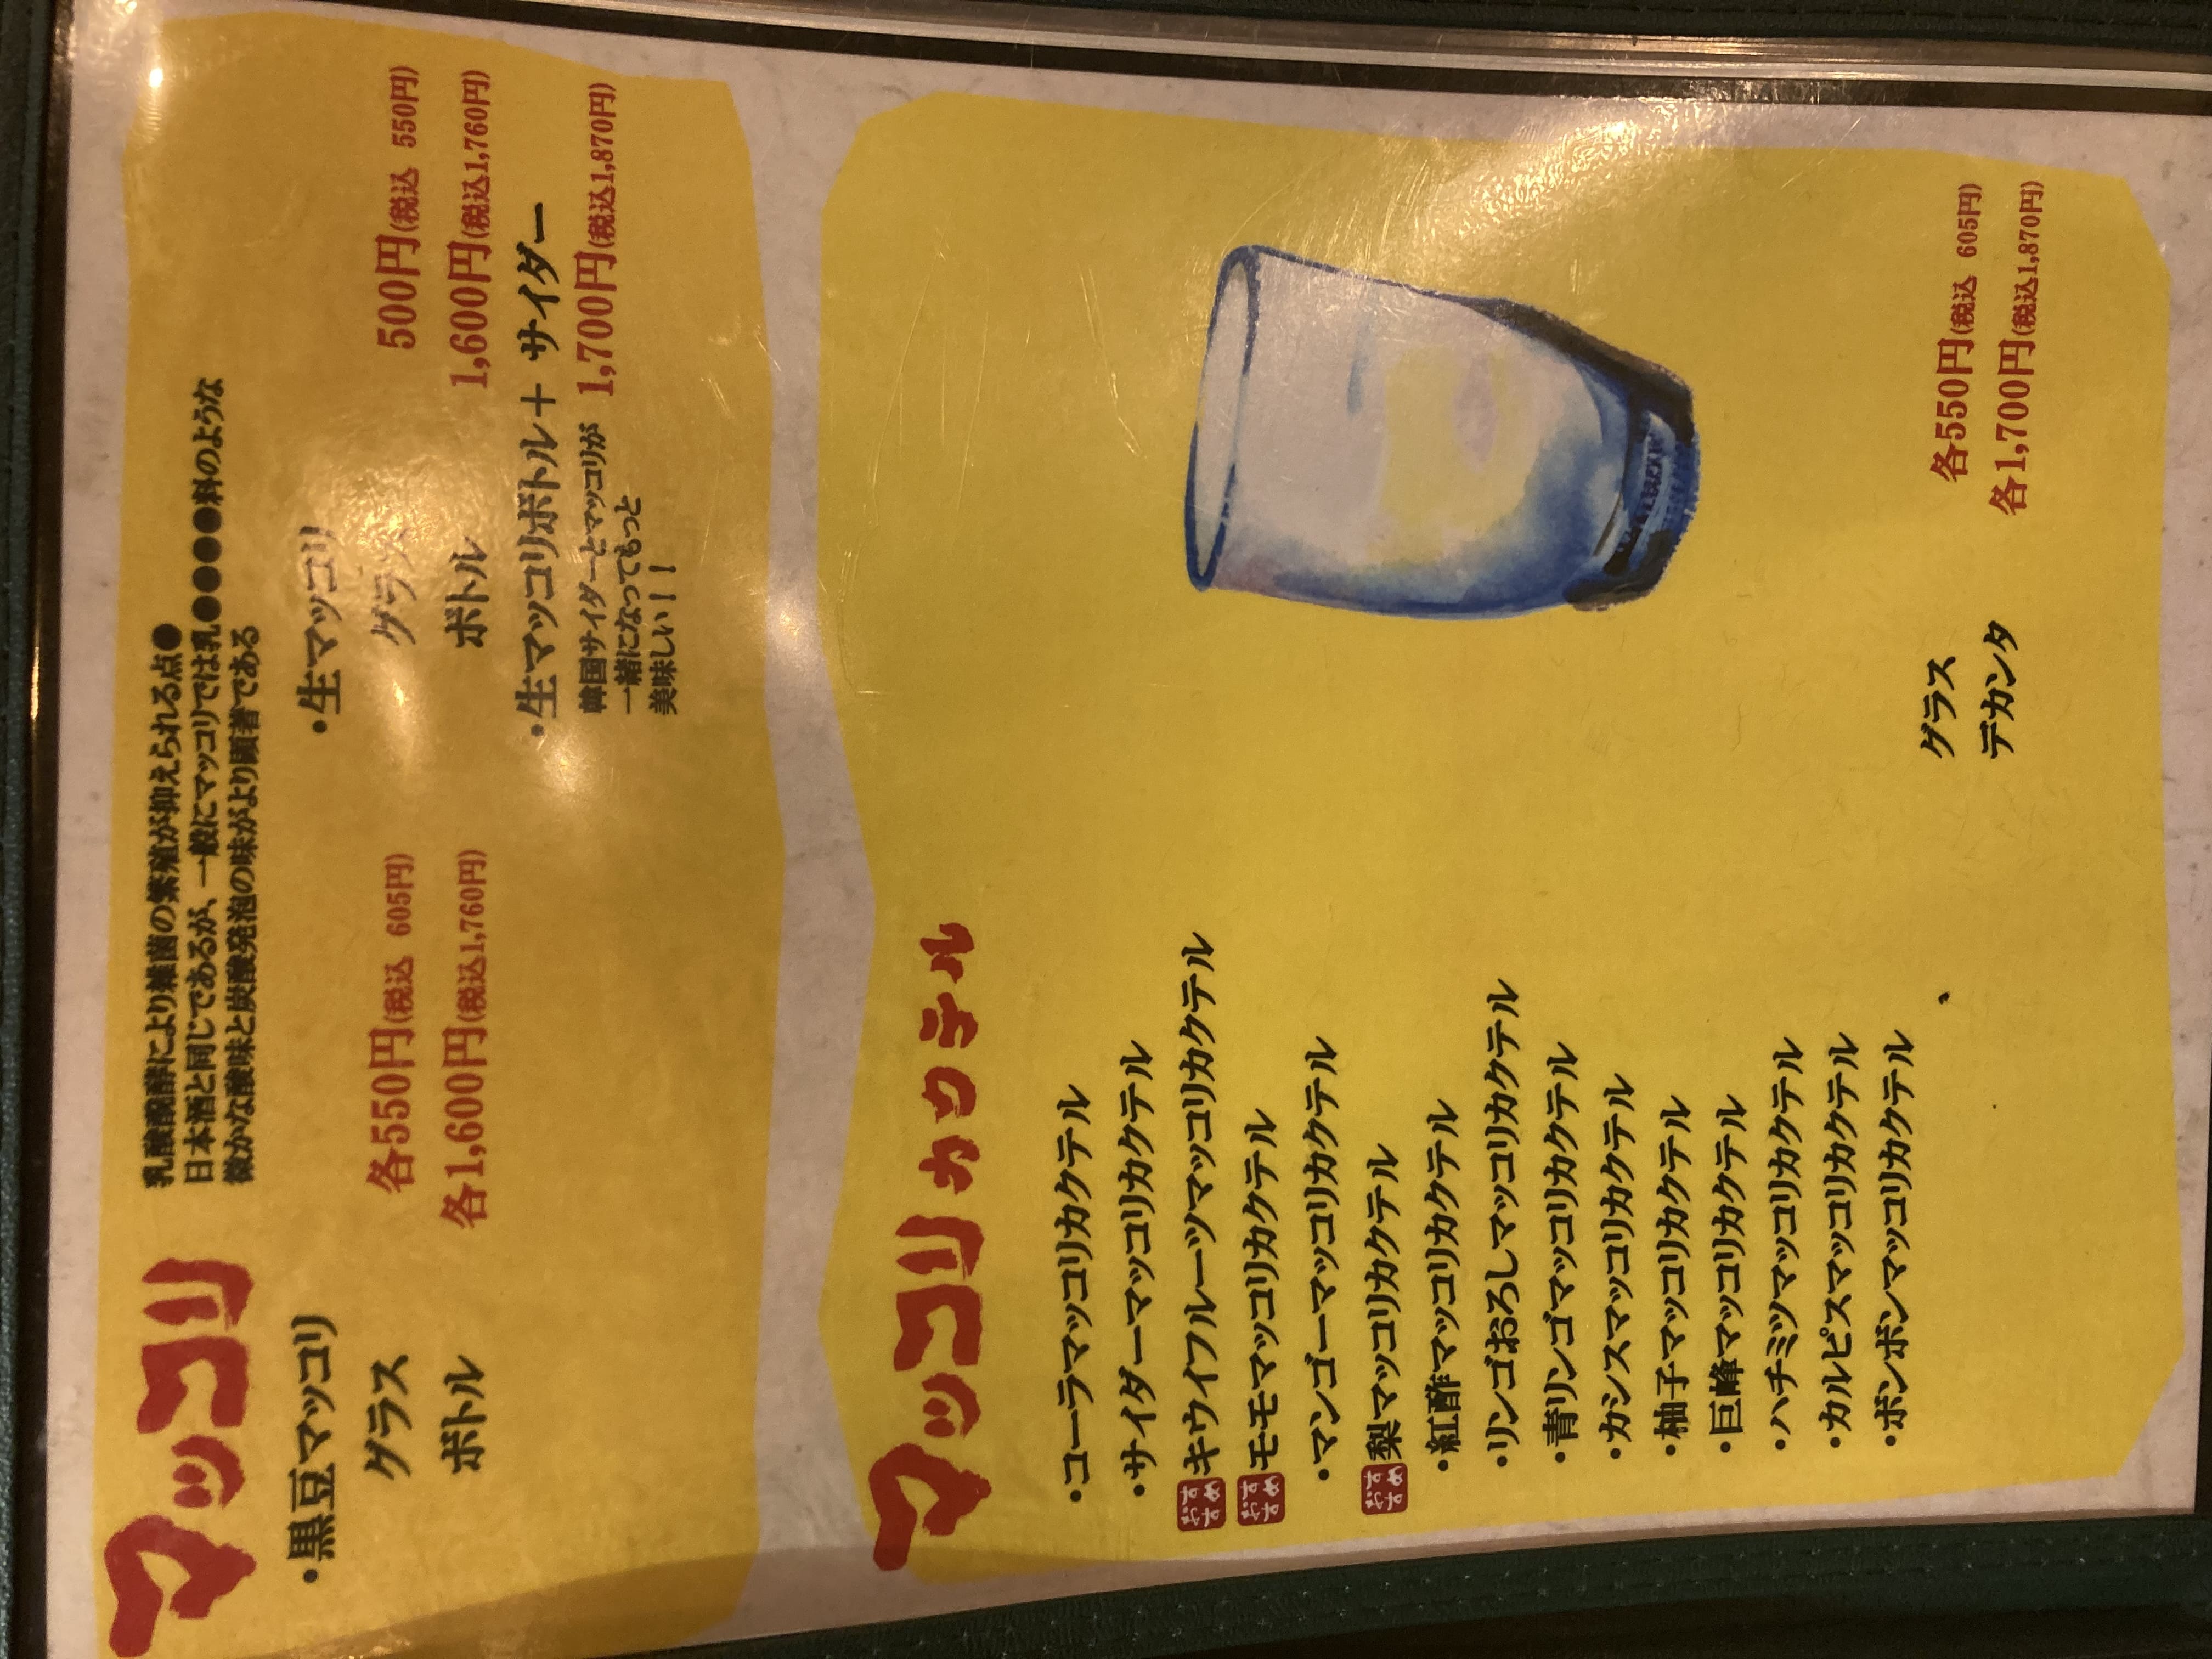 マッコリ
乳酸醗酵により雑菌の繁殖が抑えられる点●
日本酒と同じであるが、一般にマッコリでは乳●●●●●料のような
微かな酸味と炭酸発泡の味がより顕著である
・黒豆マッコリ
グラス 各550円(税込 605円)
ボトル 各1,600円(税込1,760円)
・生マッコリ
グラス 500円(税込 550円)
ボトル 1,600円(税込1,760円)
・生マッコリボトル＋サイダー
韓国サイダーとマッコリが 1,700円(税込1,870円)
一緒になってもっと
美味しい！！
マッコリカクテル
・コーラマッコリカクテル
・サイダーマッコリカクテル
おすすめ キウイフルーツマッコリカクテル
おすすめ モモマッコリカクテル
・マンゴーマッコリカクテル
おすすめ 梨マッコリカクテル
・紅酢マッコリカクテル
・リンゴおろしマッコリカクテル
・青リンゴマッコリカクテル
・カシスマッコリカクテル
・柚子マッコリカクテル
・巨峰マッコリカクテル
・ハチミツマッコリカクテル
・カルピスマッコリカクテル
・ボンボンマッコリカクテル
グラス 各550円(税込 605円)
デカンタ 各1,700円(税込1,870円)